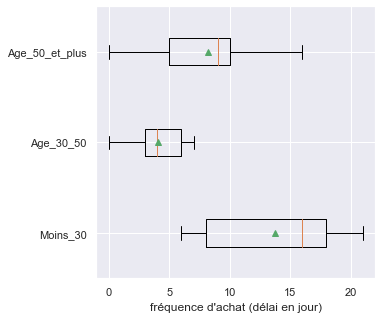 Age_50_et_plus
Age_30_50
Moins_30
0 5 10 15 20
fréquence d'achat (délai en jour)